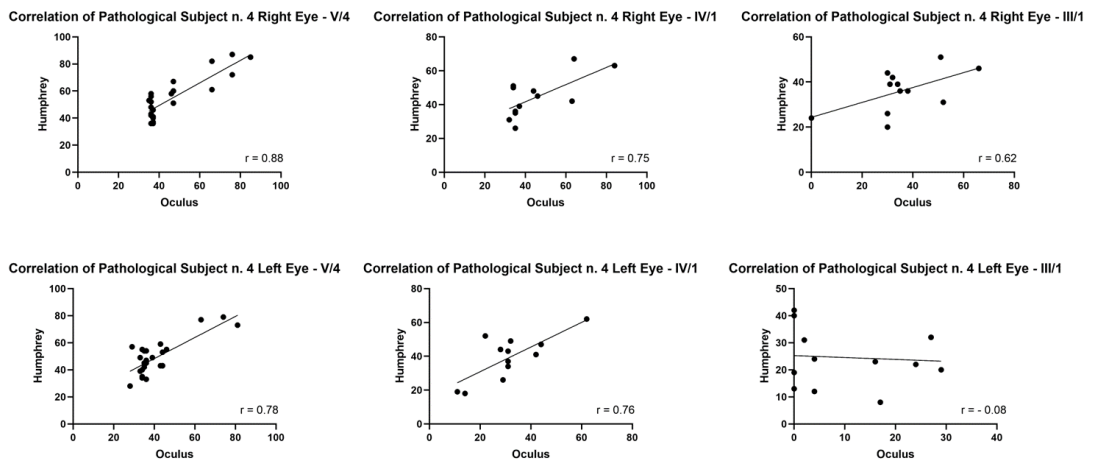 Correlation of Pathological Subject n. 4 Right Eye - V/4
100
80
60
40
20
0
Humphrey
0 20 40 60 80 100
Oculus
r = 0.88
Correlation of Pathological Subject n. 4 Right Eye - IV/1
80
60
40
20
0
Humphrey
0 20 40 60 80 100
Oculus
r = 0.75
Correlation of Pathological Subject n. 4 Right Eye - III/1
60
40
20
0
Humphrey
0 20 40 60 80
Oculus
r = 0.62
Correlation of Pathological Subject n. 4 Left Eye - V/4
100
80
60
40
20
0
Humphrey
0 20 40 60 80 100
Oculus
r = 0.78
Correlation of Pathological Subject n. 4 Left Eye - IV/1
80
60
40
20
0
Humphrey
0 20 40 60 80
Oculus
r = 0.76
Correlation of Pathological Subject n. 4 Left Eye - III/1
50
40
30
20
10
0
Humphrey
0 10 20 30 40
Oculus
r = - 0.08